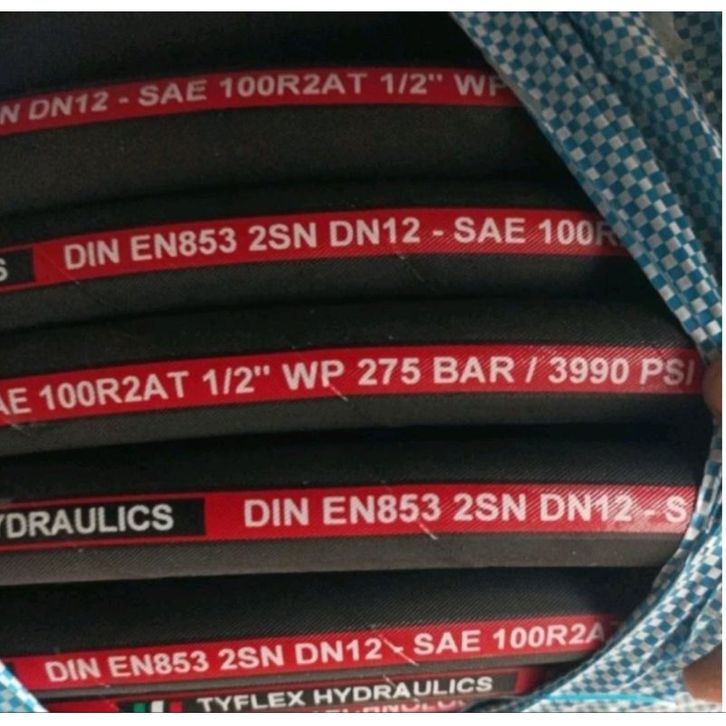 N DN12 - SAE 100R2AT 1/2" WP
S DIN EN853 2SN DN12 - SAE 100R
AE 100R2AT 1/2" WP 275 BAR / 3990 PSI
YDRAULICS DIN EN853 2SN DN12 - S
DIN EN853 2SN DN12 - SAE 100R2A
TYFLEX HYDRAULICS